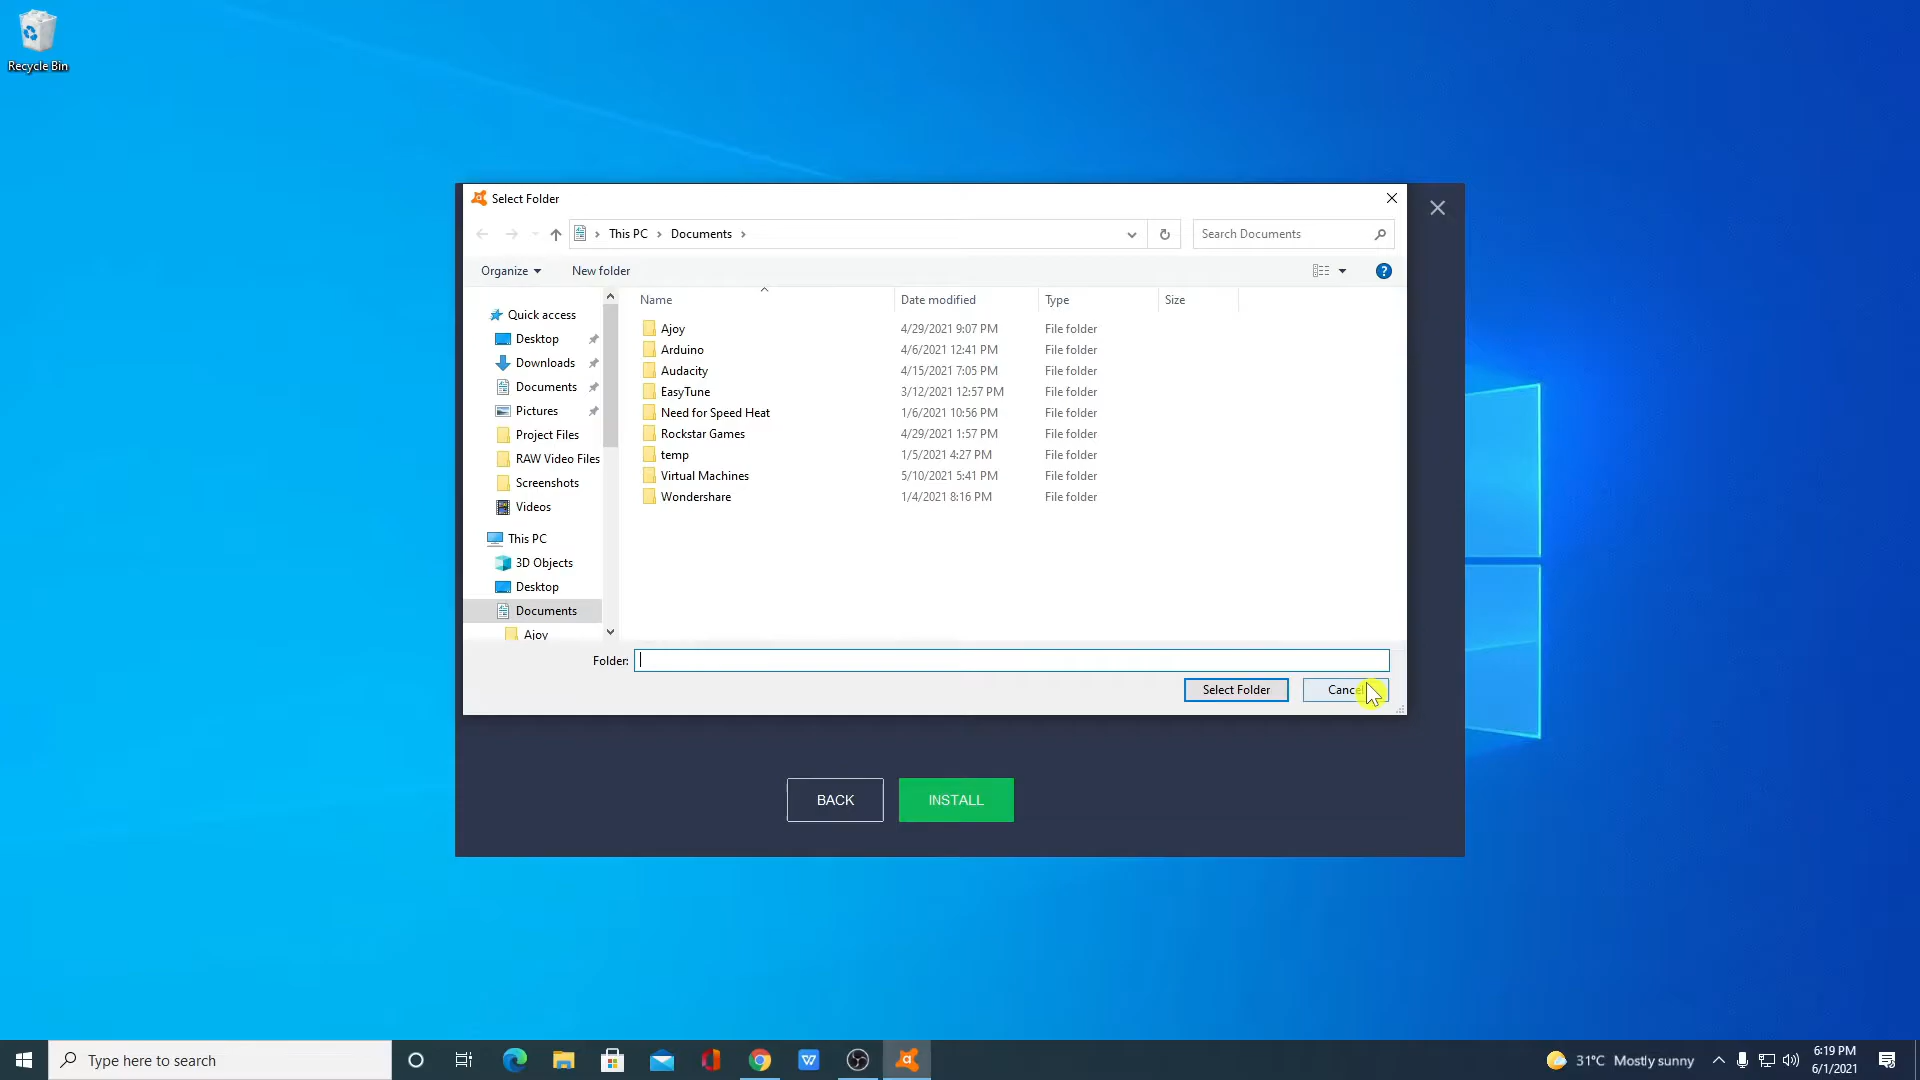 Recycle Bin
Select Folder
This PC
Documents
Search Documents
Organize
New folder
Name
Date modified
Type
Size
Quick access
Desktop
Downloads
Documents
Pictures
Project Files
RAW Video Files
Screenshots
Videos
This PC
3D Objects
Desktop
Documents
Ajoy
Ajoy 4/29/2021 9:07 PM File folder
Arduino 4/6/2021 12:41 PM File folder
Audacity 4/15/2021 7:05 PM File folder
EasyTune 3/12/2021 12:57 PM File folder
Need for Speed Heat 1/6/2021 10:56 PM File folder
Rockstar Games 4/29/2021 1:57 PM File folder
temp 1/5/2021 4:27 PM File folder
Virtual Machines 5/10/2021 5:41 PM File folder
Wondershare 1/4/2021 8:16 PM File folder
Folder:
Select Folder
Cancel
BACK
INSTALL
Type here to search
31°C Mostly sunny
6:19 PM
6/1/2021